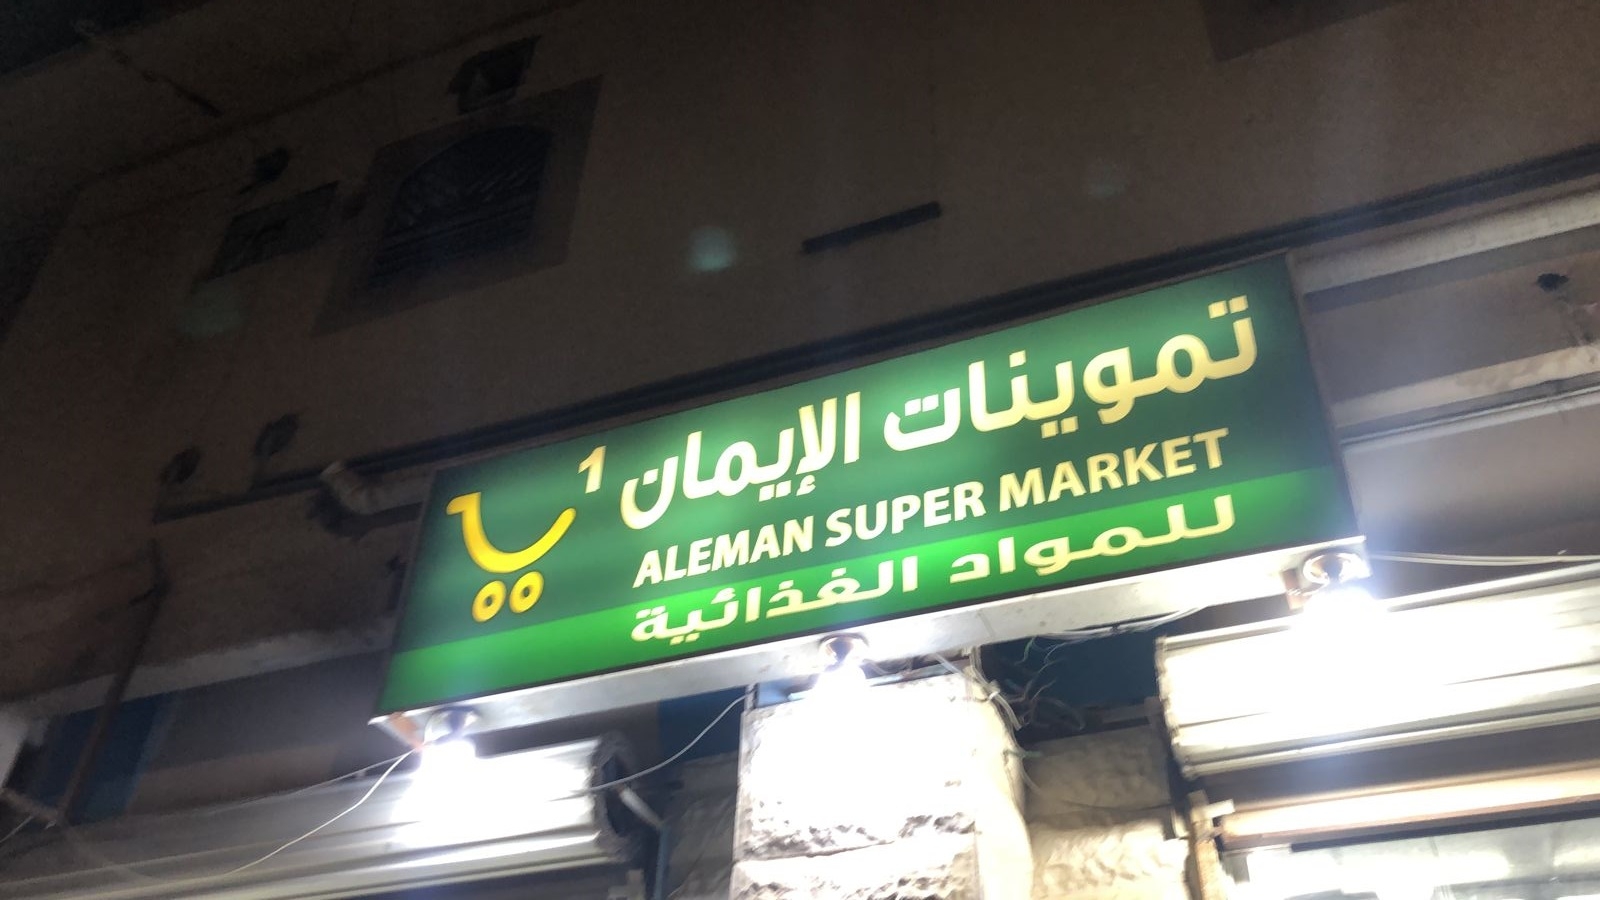 تموينات الإيمان 1
ALEMAN SUPER MARKET
للمواد الغذائية